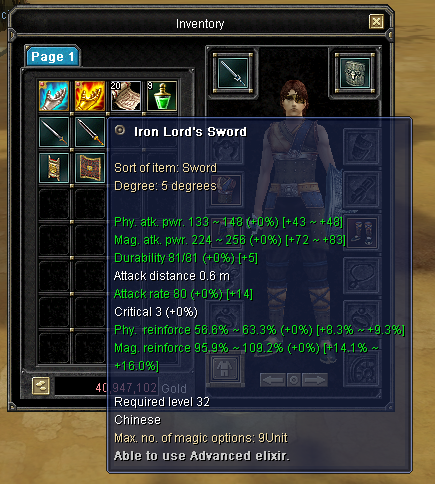 Inventory
Page 1
20
9
Iron Lord's Sword
Sort of item: Sword
Degree: 5 degrees
Phy. atk. pwr. 133 ~ 148 (+0%) [+43 ~ +48]
Mag. atk. pwr. 224 ~ 256 (+0%) [+72 ~ +83]
Durability 81/81 (+0%) [+5]
Attack distance 0.6 m
Attack rate 80 (+0%) [+14]
Critical 3 (+0%)
Phy. reinforce 56.6% ~ 63.3% (+0%) [+8.3% ~ +9.3%]
Mag. reinforce 95.9% ~ 109.2% (+0%) [+14.1% ~
+16.0%]
40,947,102 Gold
Required level 32
Chinese
Max. no. of magic options: 9Unit
Able to use Advanced elixir.